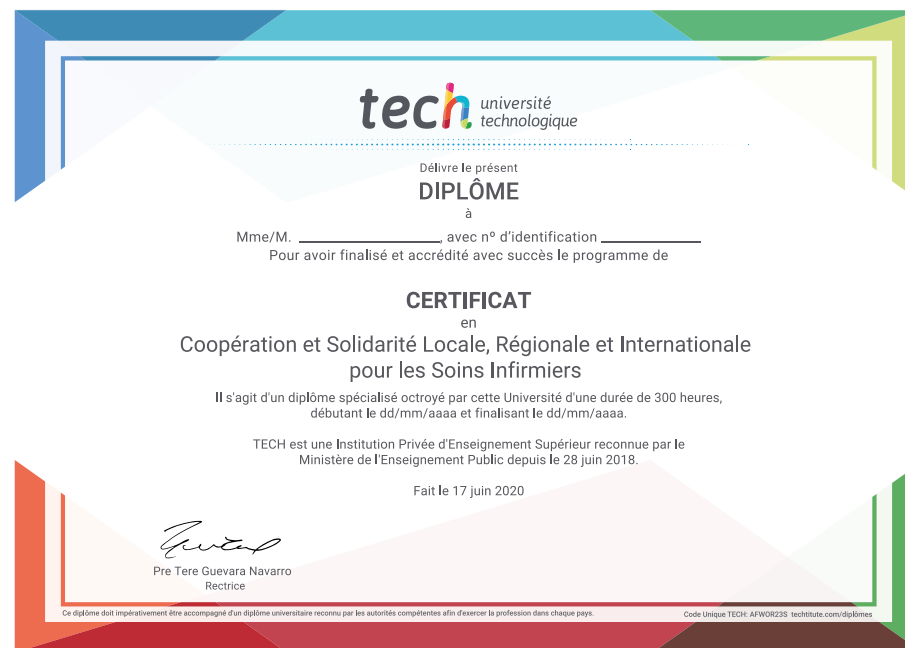 tech université
technologique
Délivre le présent
DIPLÔME
à
Mme/M. ____________________, avec nº d'identification ______________
Pour avoir finalisé et accrédité avec succès le programme de
CERTIFICAT
en
Coopération et Solidarité Locale, Régionale et Internationale
pour les Soins Infirmiers
Il s'agit d'un diplôme spécialisé octroyé par cette Université d'une durée de 300 heures,
débutant le dd/mm/aaaa et finalisant le dd/mm/aaaa.
TECH est une Institution Privée d'Enseignement Supérieur reconnue par le
Ministère de l'Enseignement Public depuis le 28 juin 2018.
Fait le 17 juin 2020
Pre Tere Guevara Navarro
Rectrice
Ce diplôme doit impérativement être accompagné d'un diplôme universitaire reconnu par les autorités compétentes afin d'exercer la profession dans chaque pays.
Code Unique TECH: AFWOR23S techtitute.com/diplômes